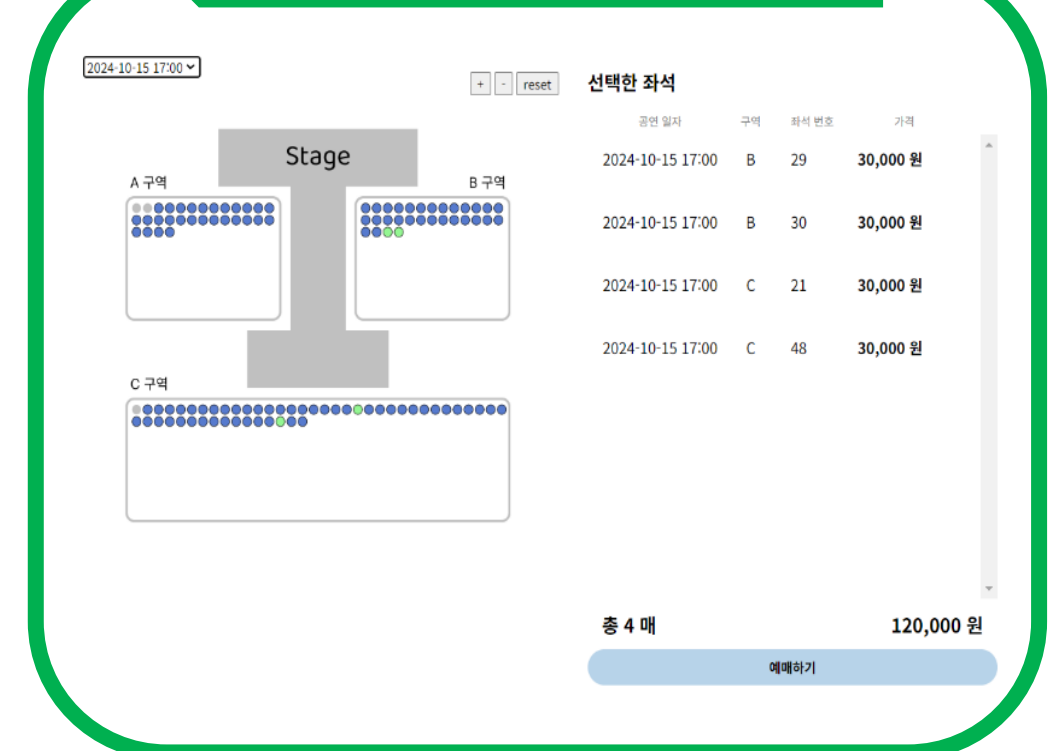 2024-10-15 17:00
+ - reset
Stage
A 구역
B 구역
C 구역
선택한 좌석
공연 일자 구역 좌석 번호 가격
2024-10-15 17:00 B 29 30,000 원
2024-10-15 17:00 B 30 30,000 원
2024-10-15 17:00 C 21 30,000 원
2024-10-15 17:00 C 48 30,000 원
총 4 매 120,000 원
예매하기